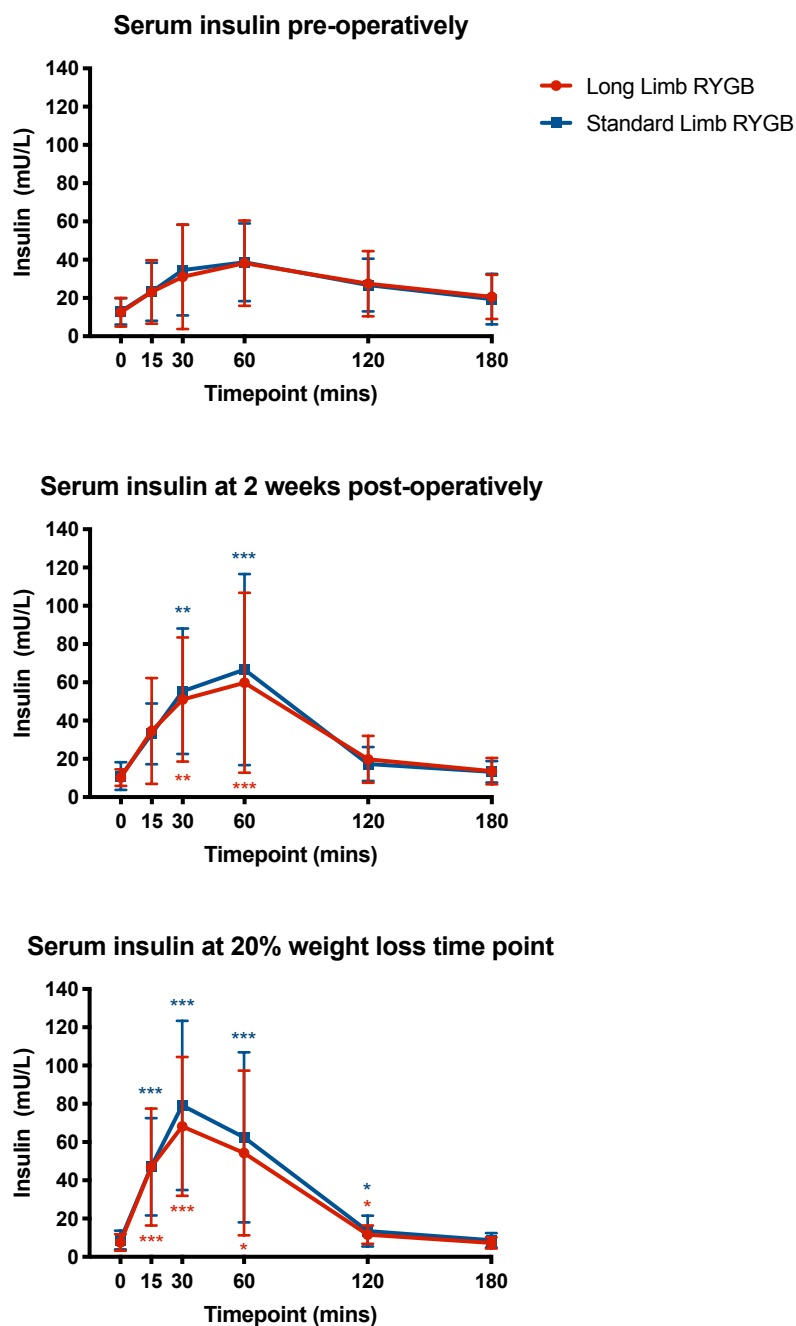 Serum insulin pre-operatively
Long Limb RYGB
Standard Limb RYGB
Insulin (mU/L)
140
120
100
80
60
40
20
0
0 15 30 60 120 180
Timepoint (mins)
Serum insulin at 2 weeks post-operatively
Insulin (mU/L)
140
120
100
80
60
40
20
0
***
**
**
***
0 15 30 60 120 180
Timepoint (mins)
Serum insulin at 20% weight loss time point
Insulin (mU/L)
140
120
100
80
60
40
20
0
***
***
***
*
*
***
***
*
0 15 30 60 120 180
Timepoint (mins)